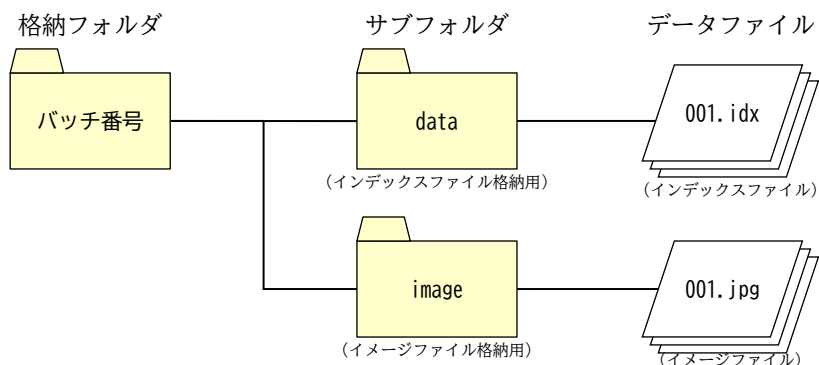 格納フォルダ
サブフォルダ
データファイル
バッチ番号
data
001.idx
（インデックスファイル格納用）
（インデックスファイル）
image
001.jpg
（イメージファイル格納用）
（イメージファイル）